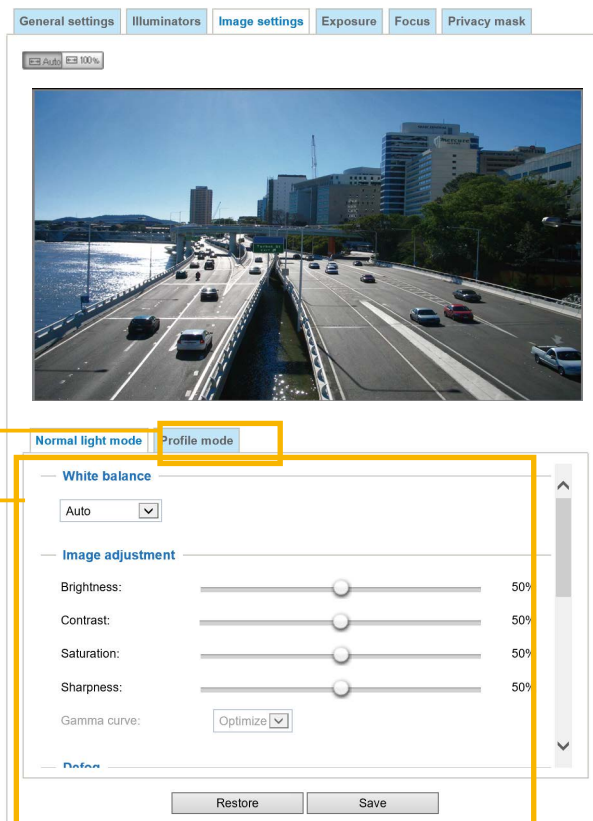 General settings Illuminators Image settings Exposure Focus Privacy mask
Auto 100%
Normal light mode Profile mode
White balance
Auto
Image adjustment
Brightness: 50%
Contrast: 50%
Saturation: 50%
Sharpness: 50%
Gamma curve: Optimize
Defog
Restore Save